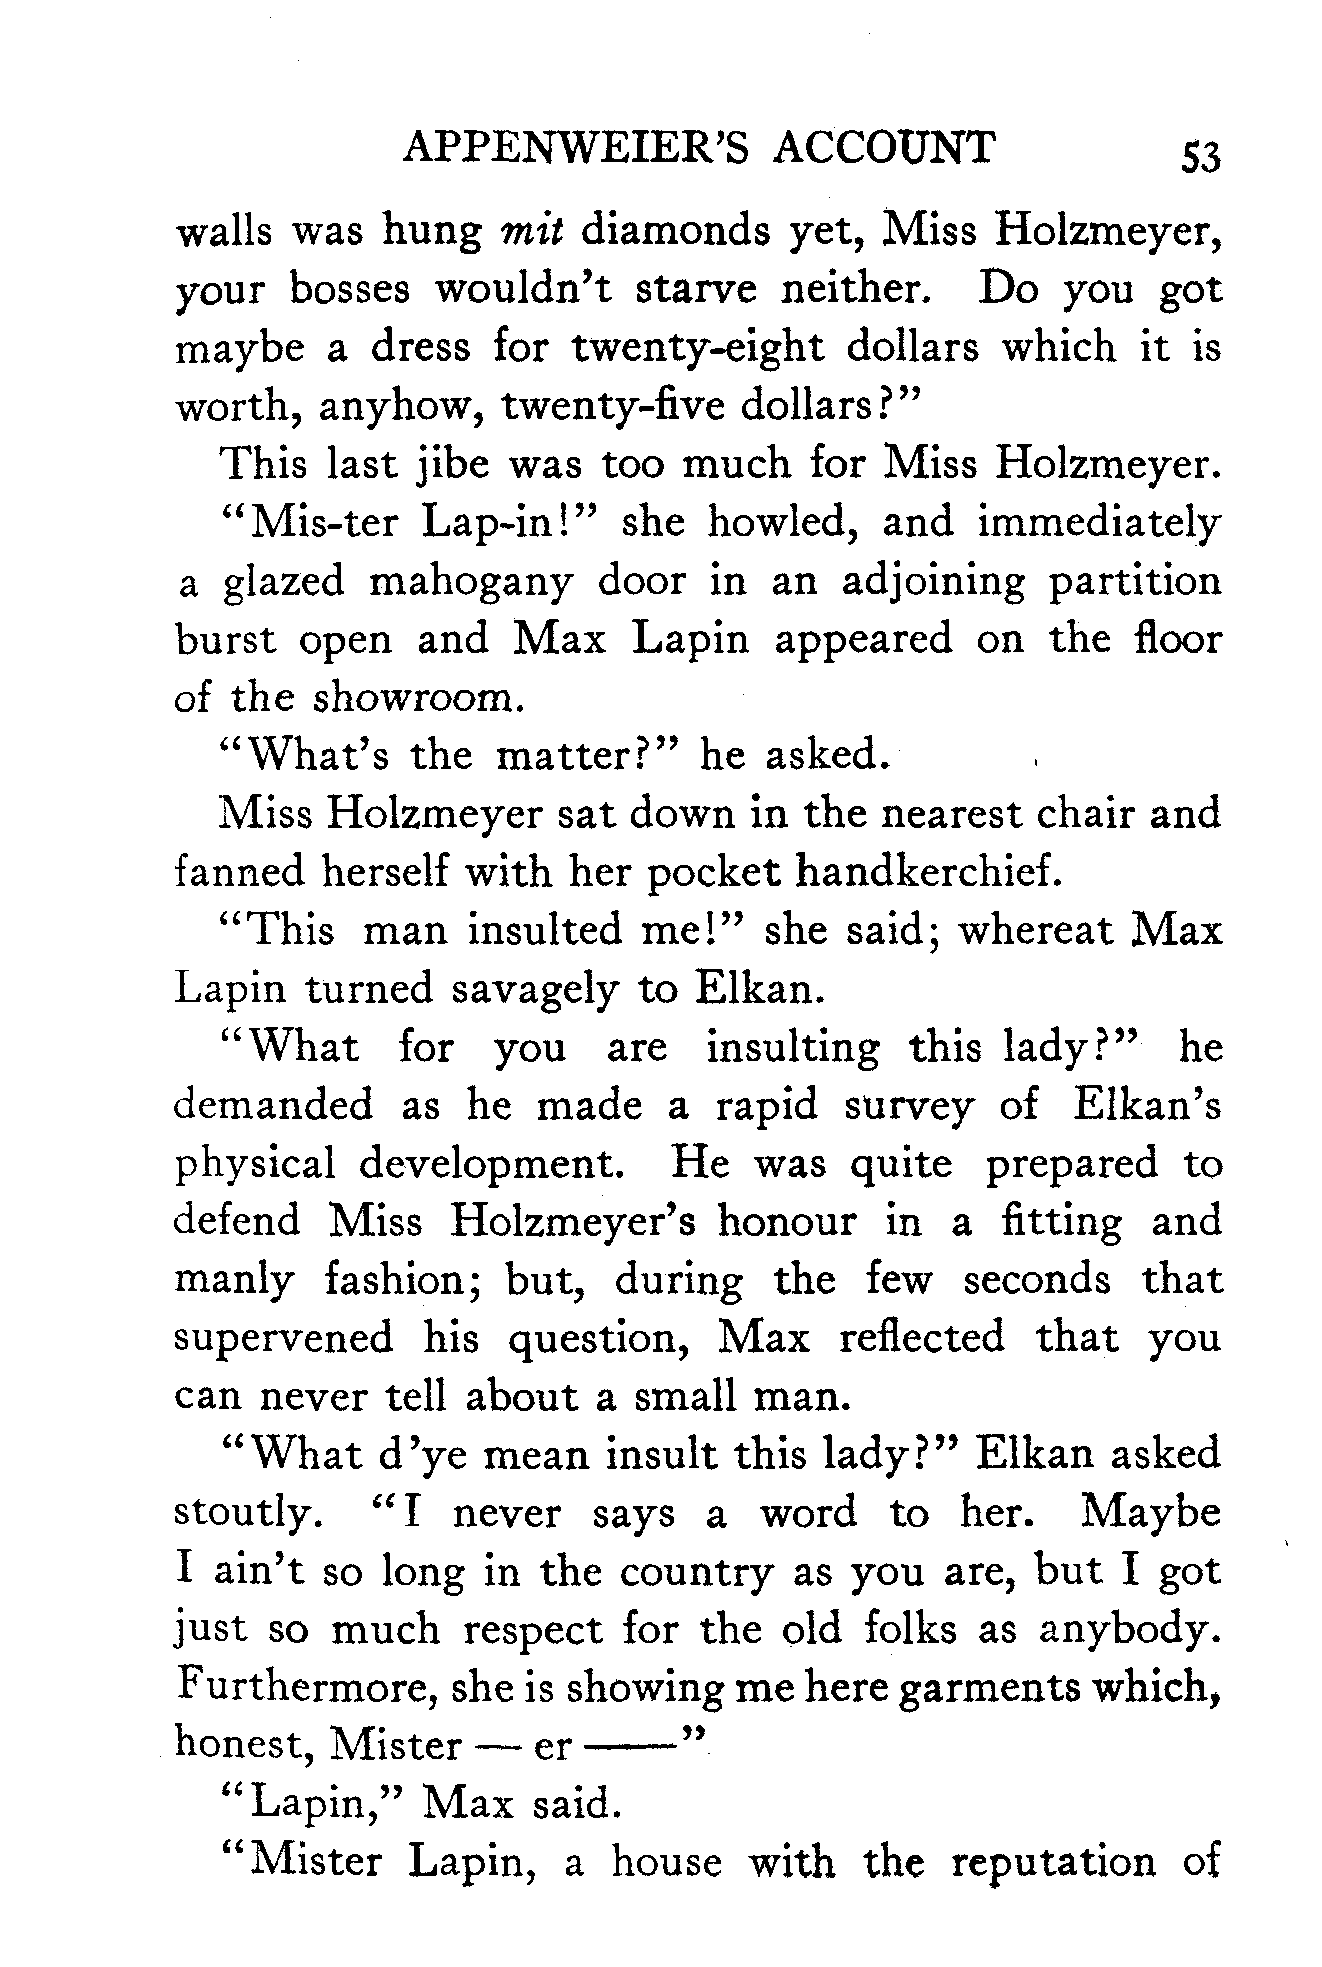 APPENWEIER'S ACCOUNT 53
walls was hung mit diamonds yet, Miss Holzmeyer,
your bosses wouldn't starve neither. Do you got
maybe a dress for twenty-eight dollars which it is
worth, anyhow, twenty-five dollars?"
This last jibe was too much for Miss Holzmeyer.
"Mis-ter Lap-in!" she howled, and immediately
a glazed mahogany door in an adjoining partition
burst open and Max Lapin appeared on the floor
of the showroom.
"What's the matter?" he asked.
Miss Holzmeyer sat down in the nearest chair and
fanned herself with her pocket handkerchief.
"This man insulted me!" she said; whereat Max
Lapin turned savagely to Elkan.
"What for you are insulting this lady?" he
demanded as he made a rapid survey of Elkan's
physical development. He was quite prepared to
defend Miss Holzmeyer's honour in a fitting and
manly fashion; but, during the few seconds that
supervened his question, Max reflected that you
can never tell about a small man.
"What d'ye mean insult this lady?" Elkan asked
stoutly. "I never says a word to her. Maybe
I ain't so long in the country as you are, but I got
just so much respect for the old folks as anybody.
Furthermore, she is showing me here garments which,
honest, Mister — er ——"
"Lapin," Max said.
"Mister Lapin, a house with the reputation of